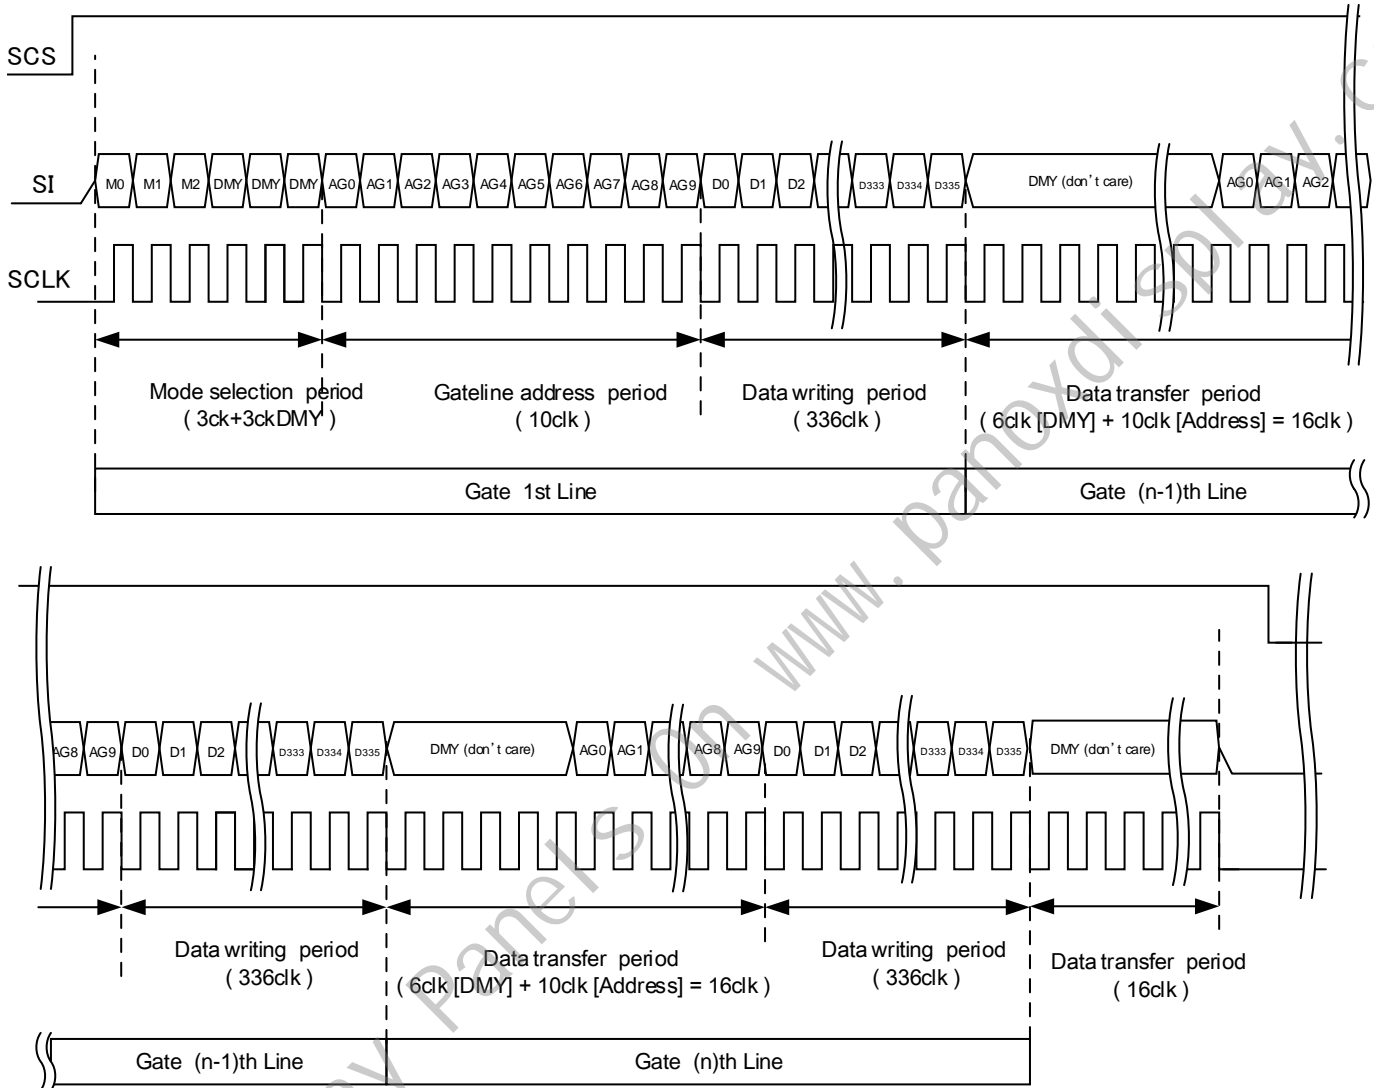 SCS
SI
M0 M1 M2 DMY DMY DMY AG0 AG1 AG2 AG3 AG4 AG5 AG6 AG7 AG8 AG9 D0 D1 D2 D333 D334 D335 DMY (don't care) AG0 AG1 AG2
SCLK
Mode selection period
( 3ck+3ckDMY )
Gateline address period
( 10clk )
Data writing period
( 336clk )
Data transfer period
( 6clk [DMY] + 10clk [Address] = 16clk )
Gate 1st Line
Gate (n-1)th Line
AG8 AG9 D0 D1 D2 D333 D334 D335 DMY (don't care) AG0 AG1 AG8 AG9 D0 D1 D2 D333 D334 D335 DMY (don't care)
Data writing period
( 336clk )
Data transfer period
( 6clk [DMY] + 10clk [Address] = 16clk )
Data writing period
( 336clk )
Data transfer period
( 16clk )
Gate (n-1)th Line
Gate (n)th Line
Panels on www.panoxdisplay.c